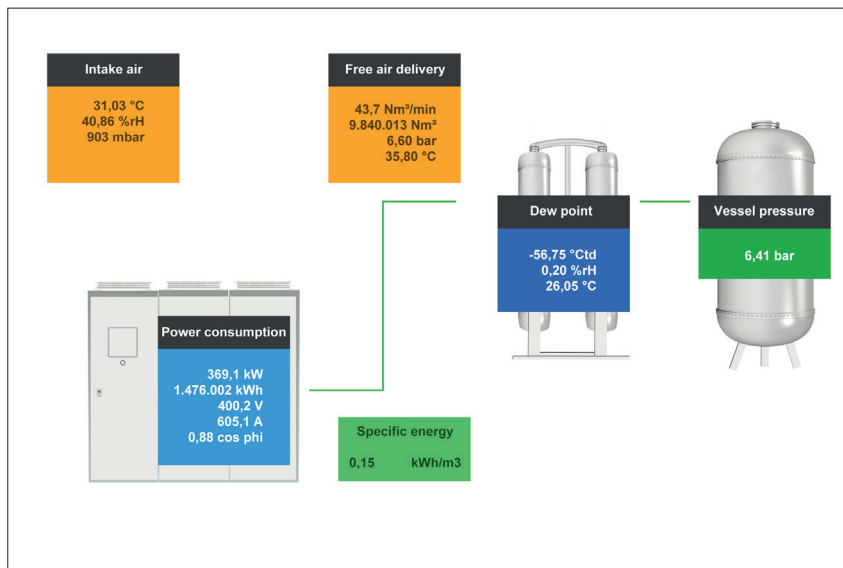 Intake air
31,03 °C
40,86 %rH
903 mbar
Free air delivery
43,7 Nm³/min
9.840.013 Nm³
6,60 bar
35,80 °C
Dew point
-56,75 °Ctd
0,20 %rH
26,05 °C
Vessel pressure
6,41 bar
Power consumption
369,1 kW
1.476.002 kWh
400,2 V
605,1 A
0,88 cos phi
Specific energy
0,15 kWh/m3